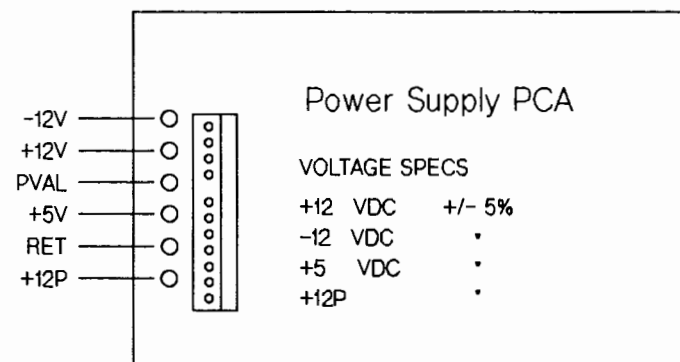 Power Supply PCA
-12V
+12V
PVAL
+5V
RET
+12P
VOLTAGE SPECS
+12 VDC +/- 5%
-12 VDC "
+5 VDC "
+12P "